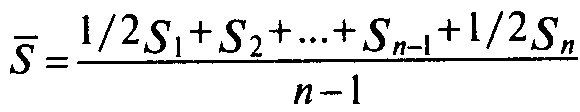 S̅ = (1/2S₁+S₂+...+Sₙ₋₁+1/2Sₙ)/(n−1)